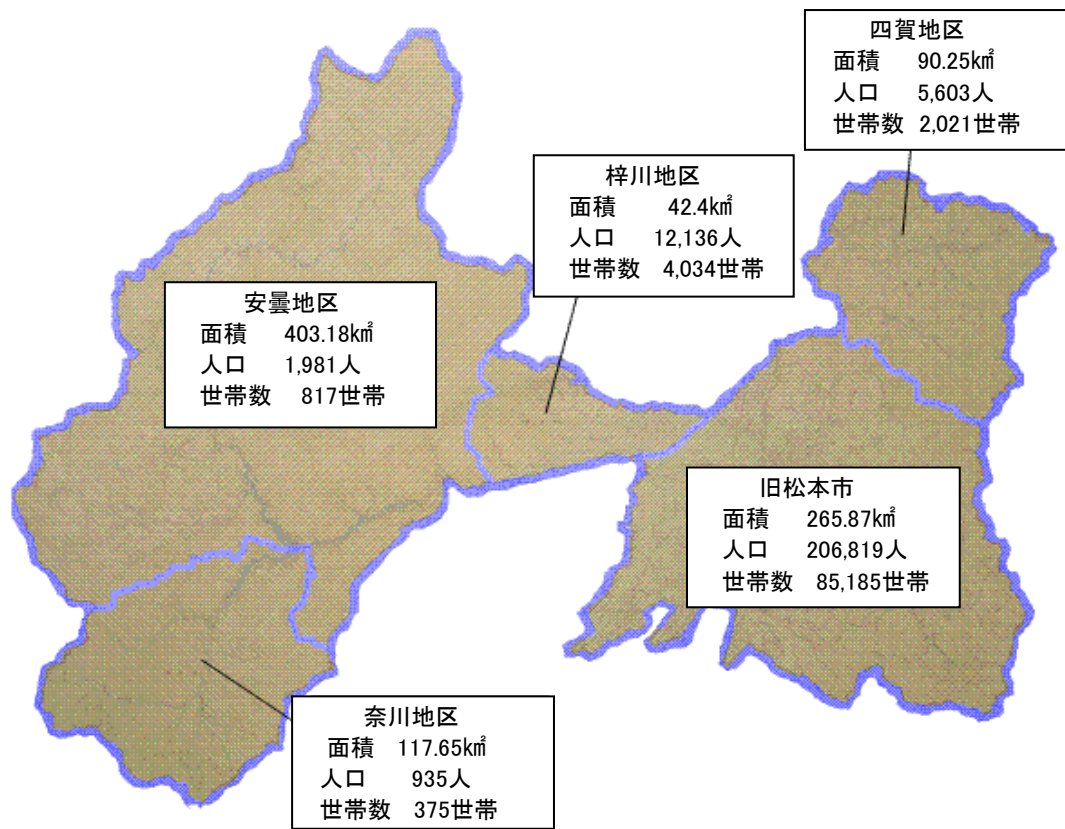 四賀地区
面積 90.25k㎡
人口 5,603人
世帯数 2,021世帯
梓川地区
面積 42.4k㎡
人口 12,136人
世帯数 4,034世帯
安曇地区
面積 403.18k㎡
人口 1,981人
世帯数 817世帯
旧松本市
面積 265.87k㎡
人口 206,819人
世帯数 85,185世帯
奈川地区
面積 117.65k㎡
人口 935人
世帯数 375世帯